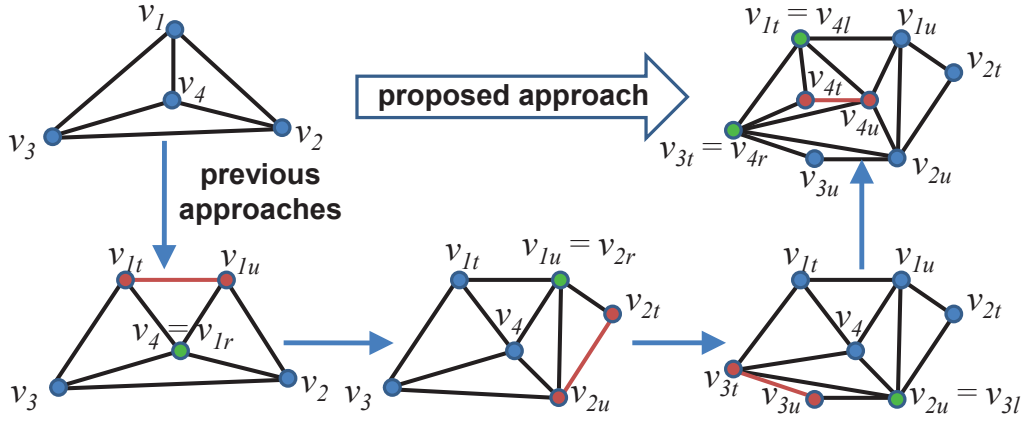 v₁
v₄
v₃
v₂
proposed approach
v₁ₜ = v₄ₗ
v₁ᵤ
v₂ₜ
v₄ₜ
v₄ᵤ
v₃ₜ = v₄ᵣ
v₃ᵤ
v₂ᵤ
previous
approaches
v₁ₜ
v₁ᵤ
v₄ = v₁ᵣ
v₃
v₂
v₁ₜ
v₁ᵤ = v₂ᵣ
v₂ₜ
v₄
v₃
v₂ᵤ
v₁ₜ
v₁ᵤ
v₂ₜ
v₄
v₃ₜ
v₃ᵤ
v₂ᵤ = v₃ₗ